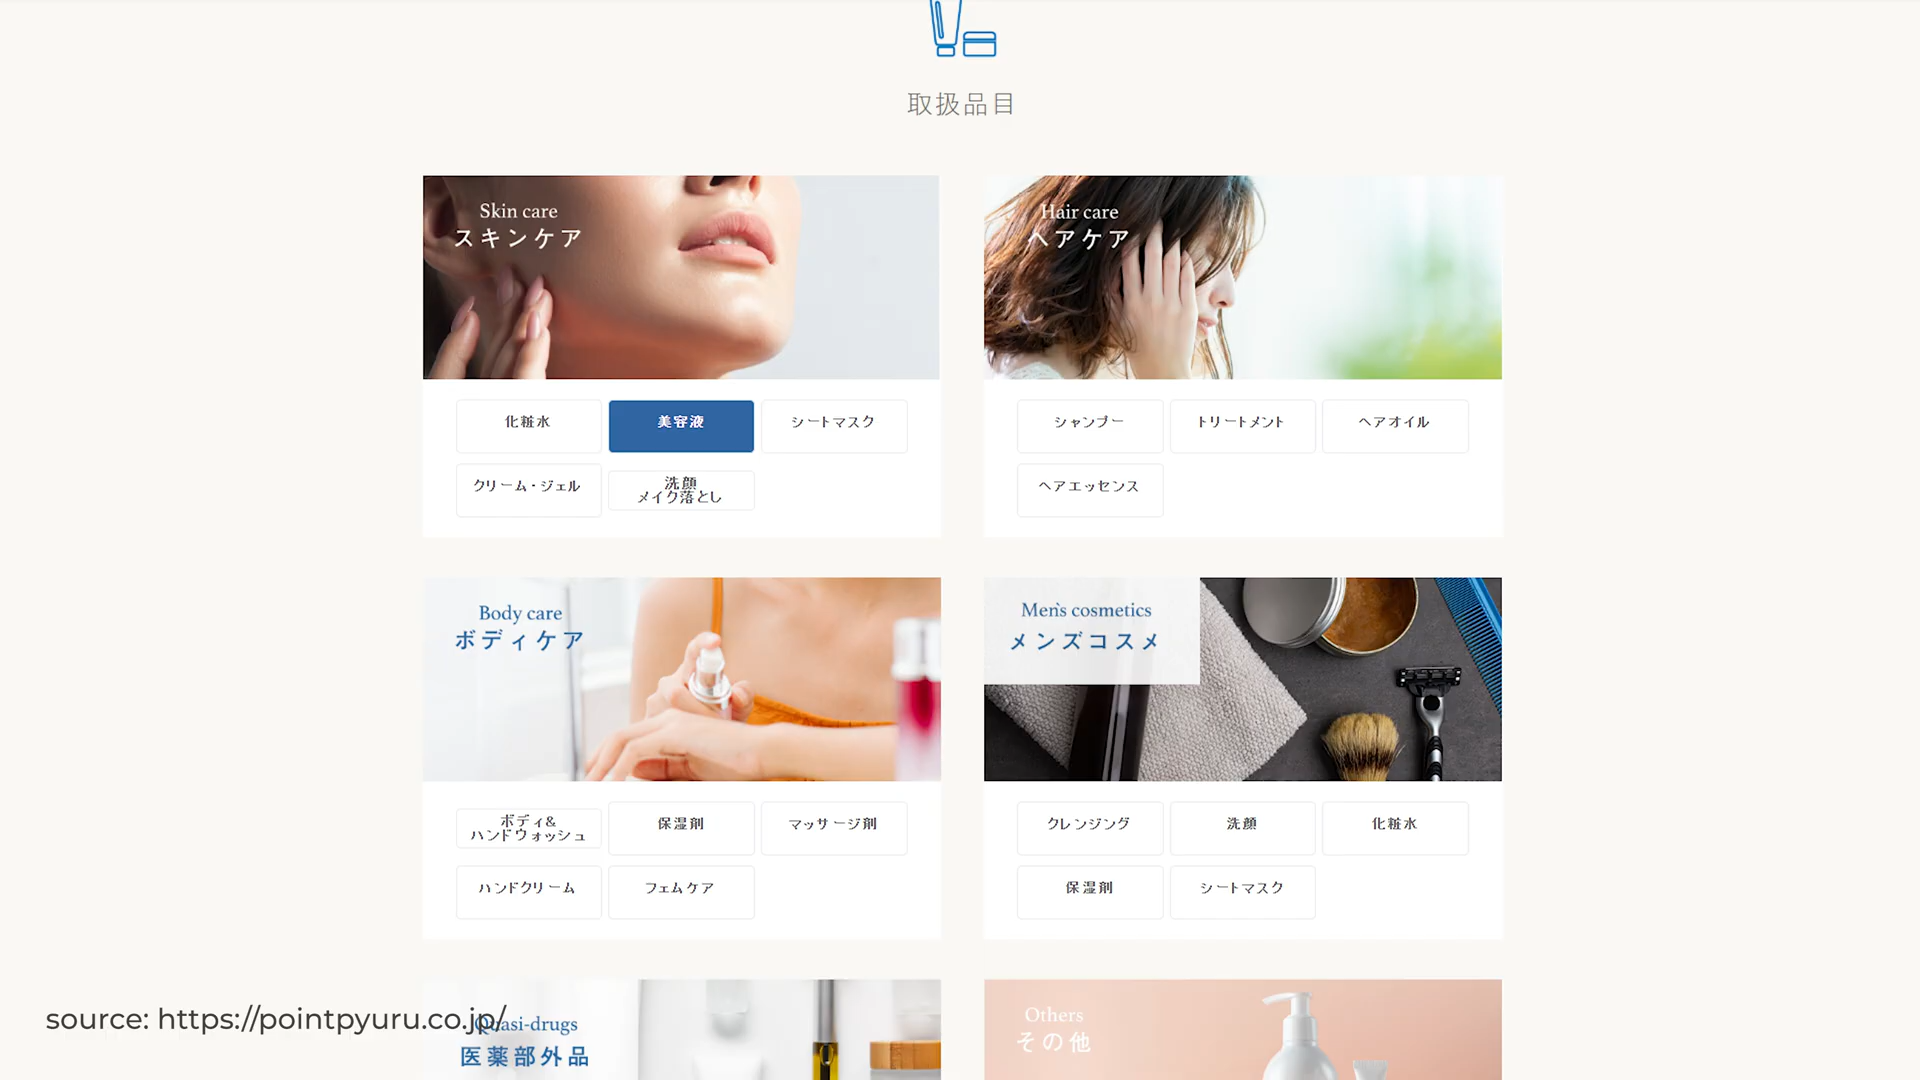 取扱品目
Skin care
スキンケア
化粧水
美容液
シートマスク
クリーム・ジェル
洗顔
メイク落とし
Hair care
ヘアケア
シャンプー
トリートメント
ヘアオイル
ヘアエッセンス
Body care
ボディケア
ボディ&
ハンドウォッシュ
保湿剤
マッサージ剤
ハンドクリーム
フェムケア
Men's cosmetics
メンズコスメ
クレンジング
洗顔
化粧水
保湿剤
シートマスク
Quasi-drugs
医薬部外品
Others
その他
source: https://pointpyuru.co.jp/